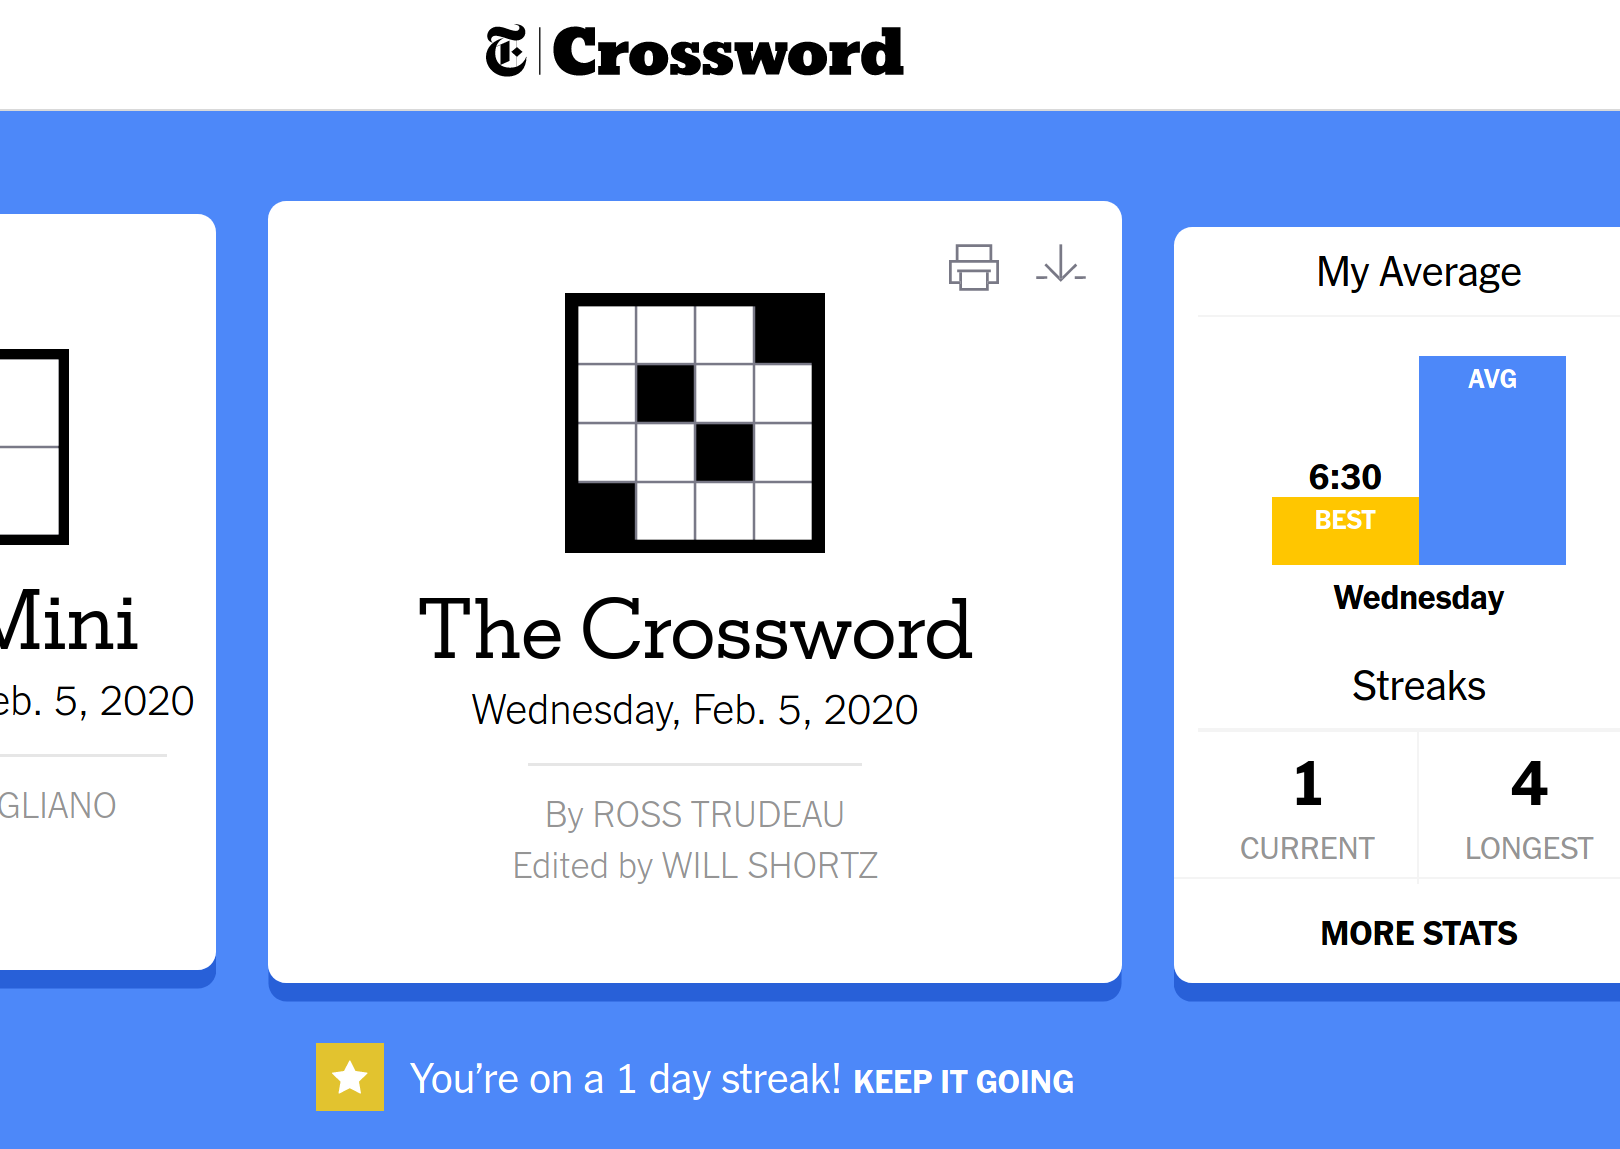 T Crossword
Mini
eb. 5, 2020
GLIANO
The Crossword
Wednesday, Feb. 5, 2020
By ROSS TRUDEAU
Edited by WILL SHORTZ
My Average
AVG
6:30
BEST
Wednesday
Streaks
1
4
CURRENT
LONGEST
MORE STATS
You’re on a 1 day streak! KEEP IT GOING